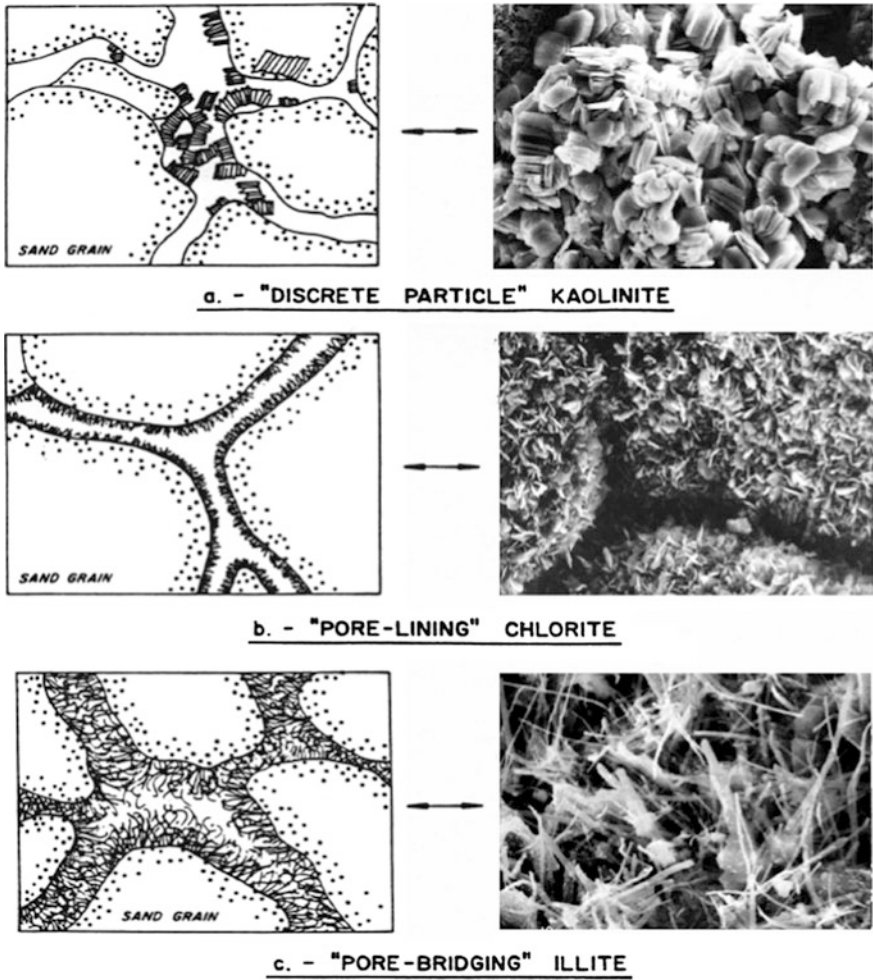 SAND GRAIN
a. - "DISCRETE PARTICLE" KAOLINITE
SAND GRAIN
b. - "PORE-LINING" CHLORITE
SAND GRAIN
c. - "PORE-BRIDGING" ILLITE